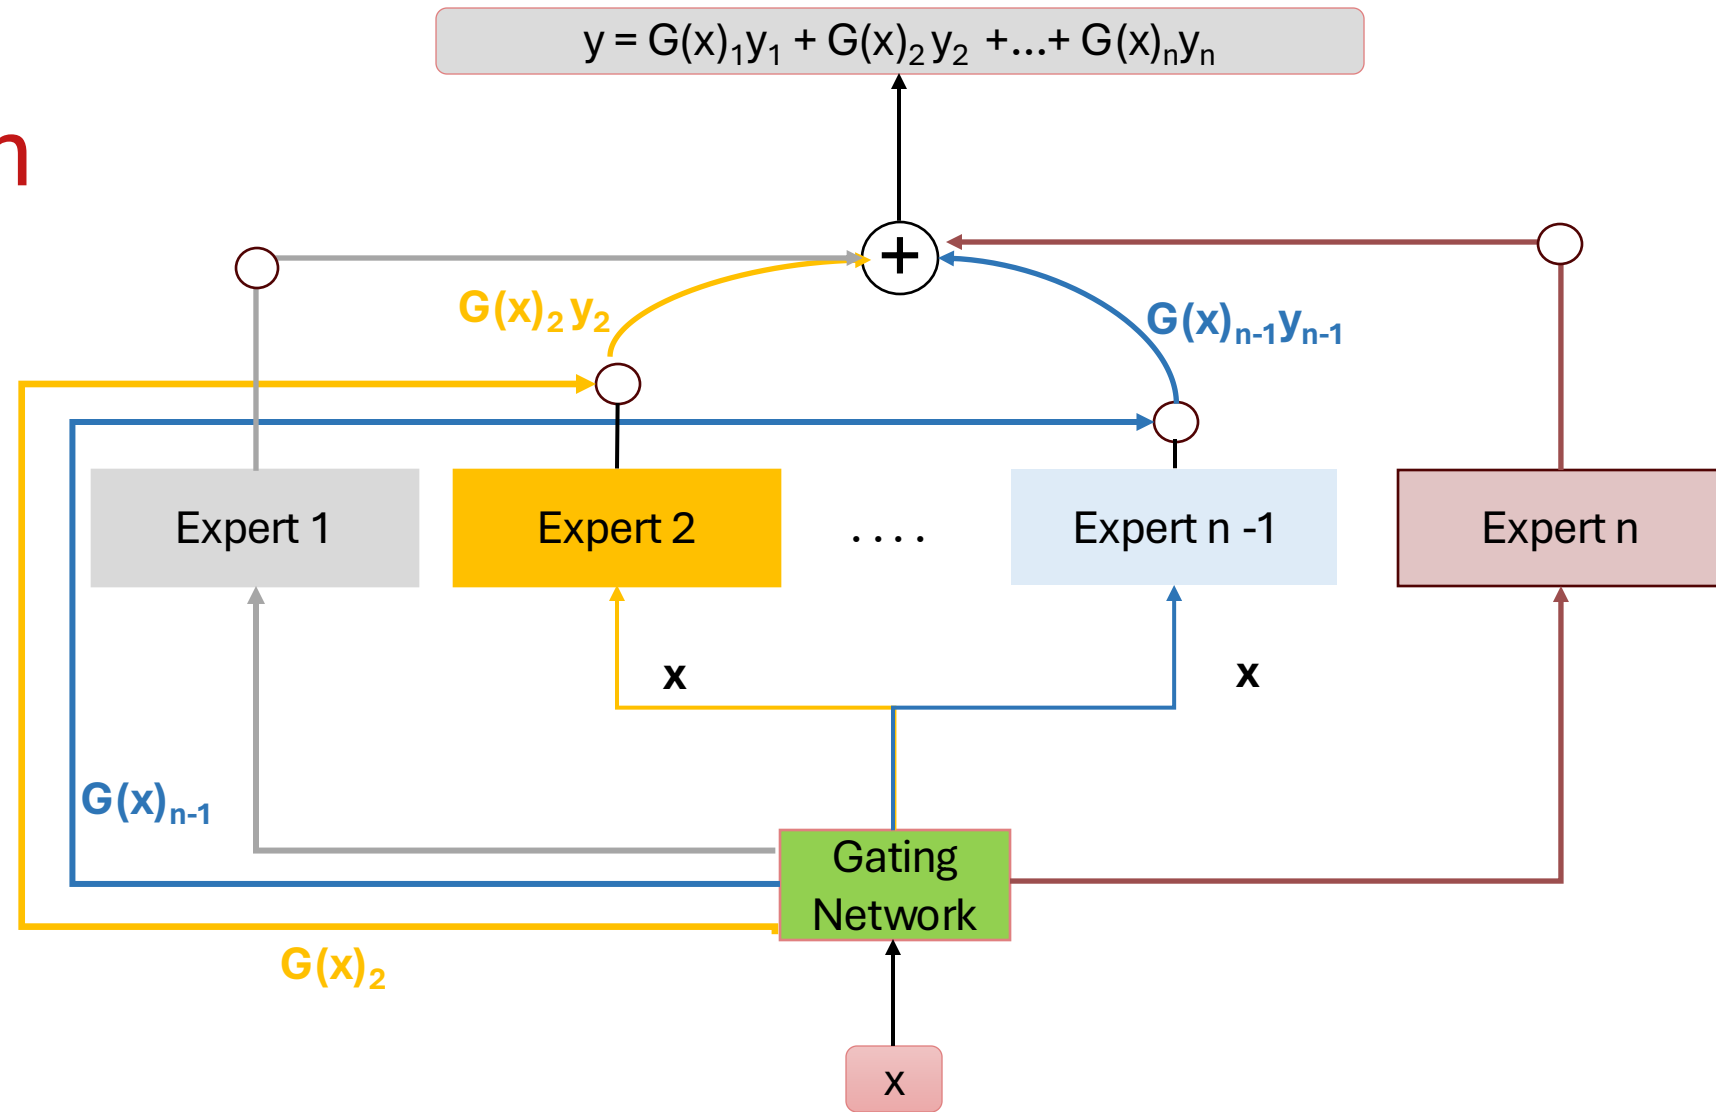 y = G(x)₁y₁ + G(x)₂ y₂ +...+ G(x)ₙyₙ
n
+
G(x)₂ y₂
G(x)ₙ₋₁yₙ₋₁
Expert 1
Expert 2
....
Expert n -1
Expert n
x
x
G(x)ₙ₋₁
Gating
Network
G(x)₂
x